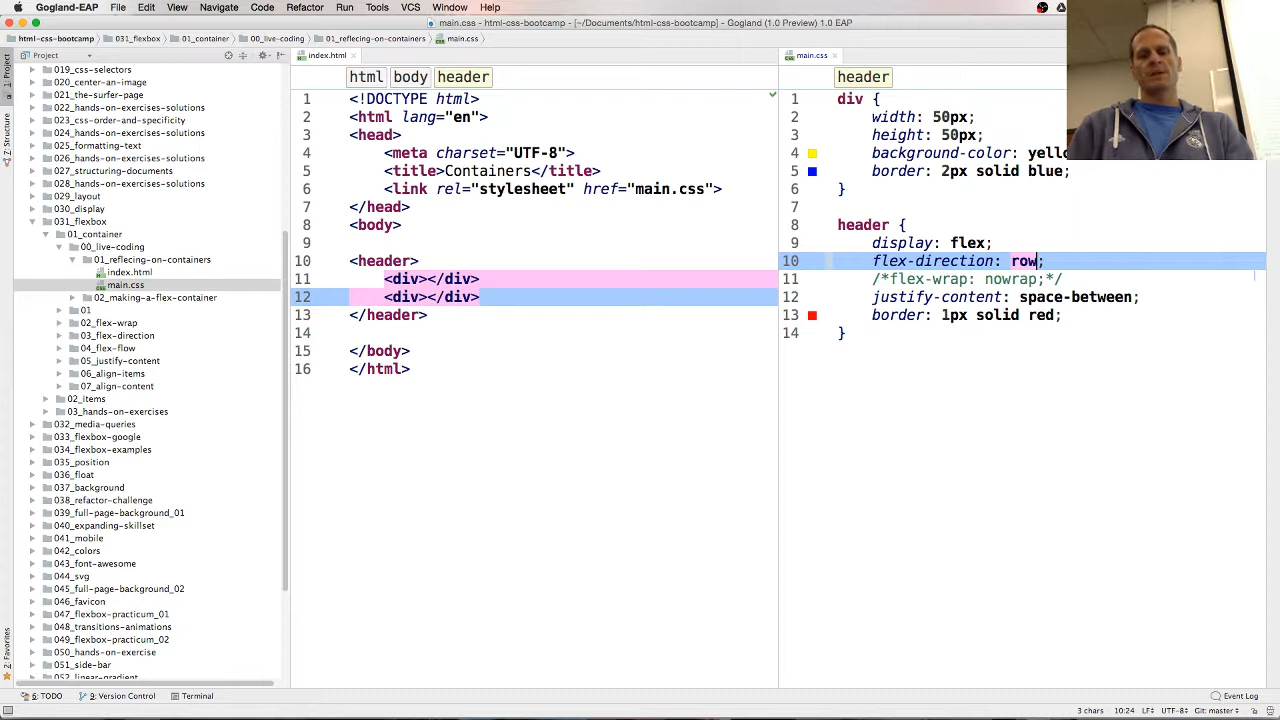 Gogland-EAP File Edit View Navigate Code Refactor Run Tools VCS Window Help
main.css - html-css-bootcamp - [~/Documents/html-css-bootcamp] - Gogland (1.0 Preview) 1.0 EAP
html-css-bootcamp 031_flexbox 01_container 00_live-coding 01_reflecing-on-containers main.css
Project
1: Project
7: Structure
2: Favorites
019_css-selectors
020_center-an-image
021_the-surfer-page
022_hands-on-exercises-solutions
023_css-order-and-specificity
024_hands-on-exercises-solutions
025_formatting-text
026_hands-on-exercises-solutions
027_structuring-documents
028_hands-on-exercises-solutions
029_layout
030_display
031_flexbox
01_container
00_live-coding
01_reflecing-on-containers
index.html
main.css
02_making-a-flex-container
01
02_flex-wrap
03_flex-direction
04_flex-flow
05_justify-content
06_align-items
07_align-content
02_items
03_hands-on-exercises
032_media-queries
033_flexbox-google
034_flexbox-examples
035_position
036_float
037_background
038_refactor-challenge
039_full-page-background_01
040_expanding-skillset
041_mobile
042_colors
043_font-awesome
044_svg
045_full-page-background_02
046_favicon
047_flexbox-practicum_01
048_transitions-animations
049_flexbox-practicum_02
050_hands-on-exercise
051_side-bar
052_linear-gradient
index.html
html body header
1 <!DOCTYPE html>
2 <html lang="en">
3 <head>
4 <meta charset="UTF-8">
5 <title>Containers</title>
6 <link rel="stylesheet" href="main.css">
7 </head>
8 <body>
9
10 <header>
11 <div></div>
12 <div></div>
13 </header>
14
15 </body>
16 </html>
main.css
header
1 div {
2 width: 50px;
3 height: 50px;
4 background-color: yello
5 border: 2px solid blue;
6 }
7
8 header {
9 display: flex;
10 flex-direction: row;
11 /*flex-wrap: nowrap;*/
12 justify-content: space-between;
13 border: 1px solid red;
14 }
6: TODO 9: Version Control Terminal Event Log
3 chars 10:24 LF÷ UTF-8÷ Git: master÷